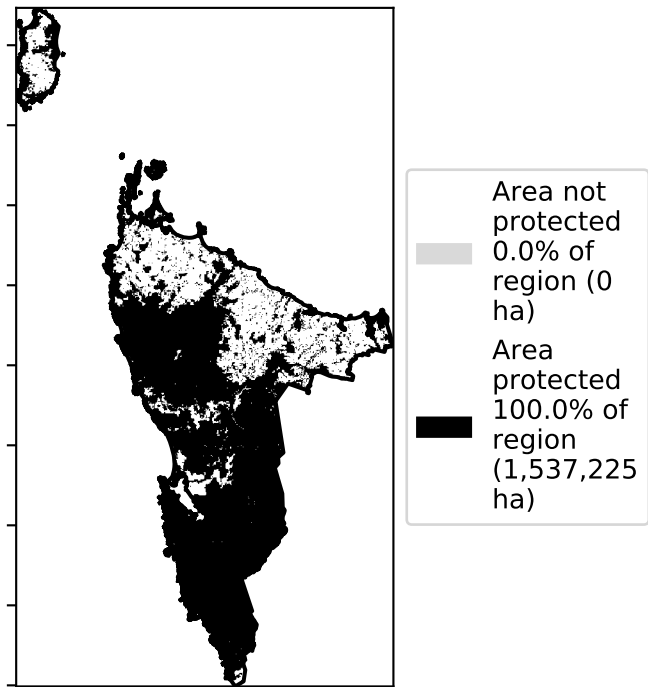 Area not
protected
0.0% of
region (0
ha)
Area
protected
100.0% of
region
(1,537,225
ha)